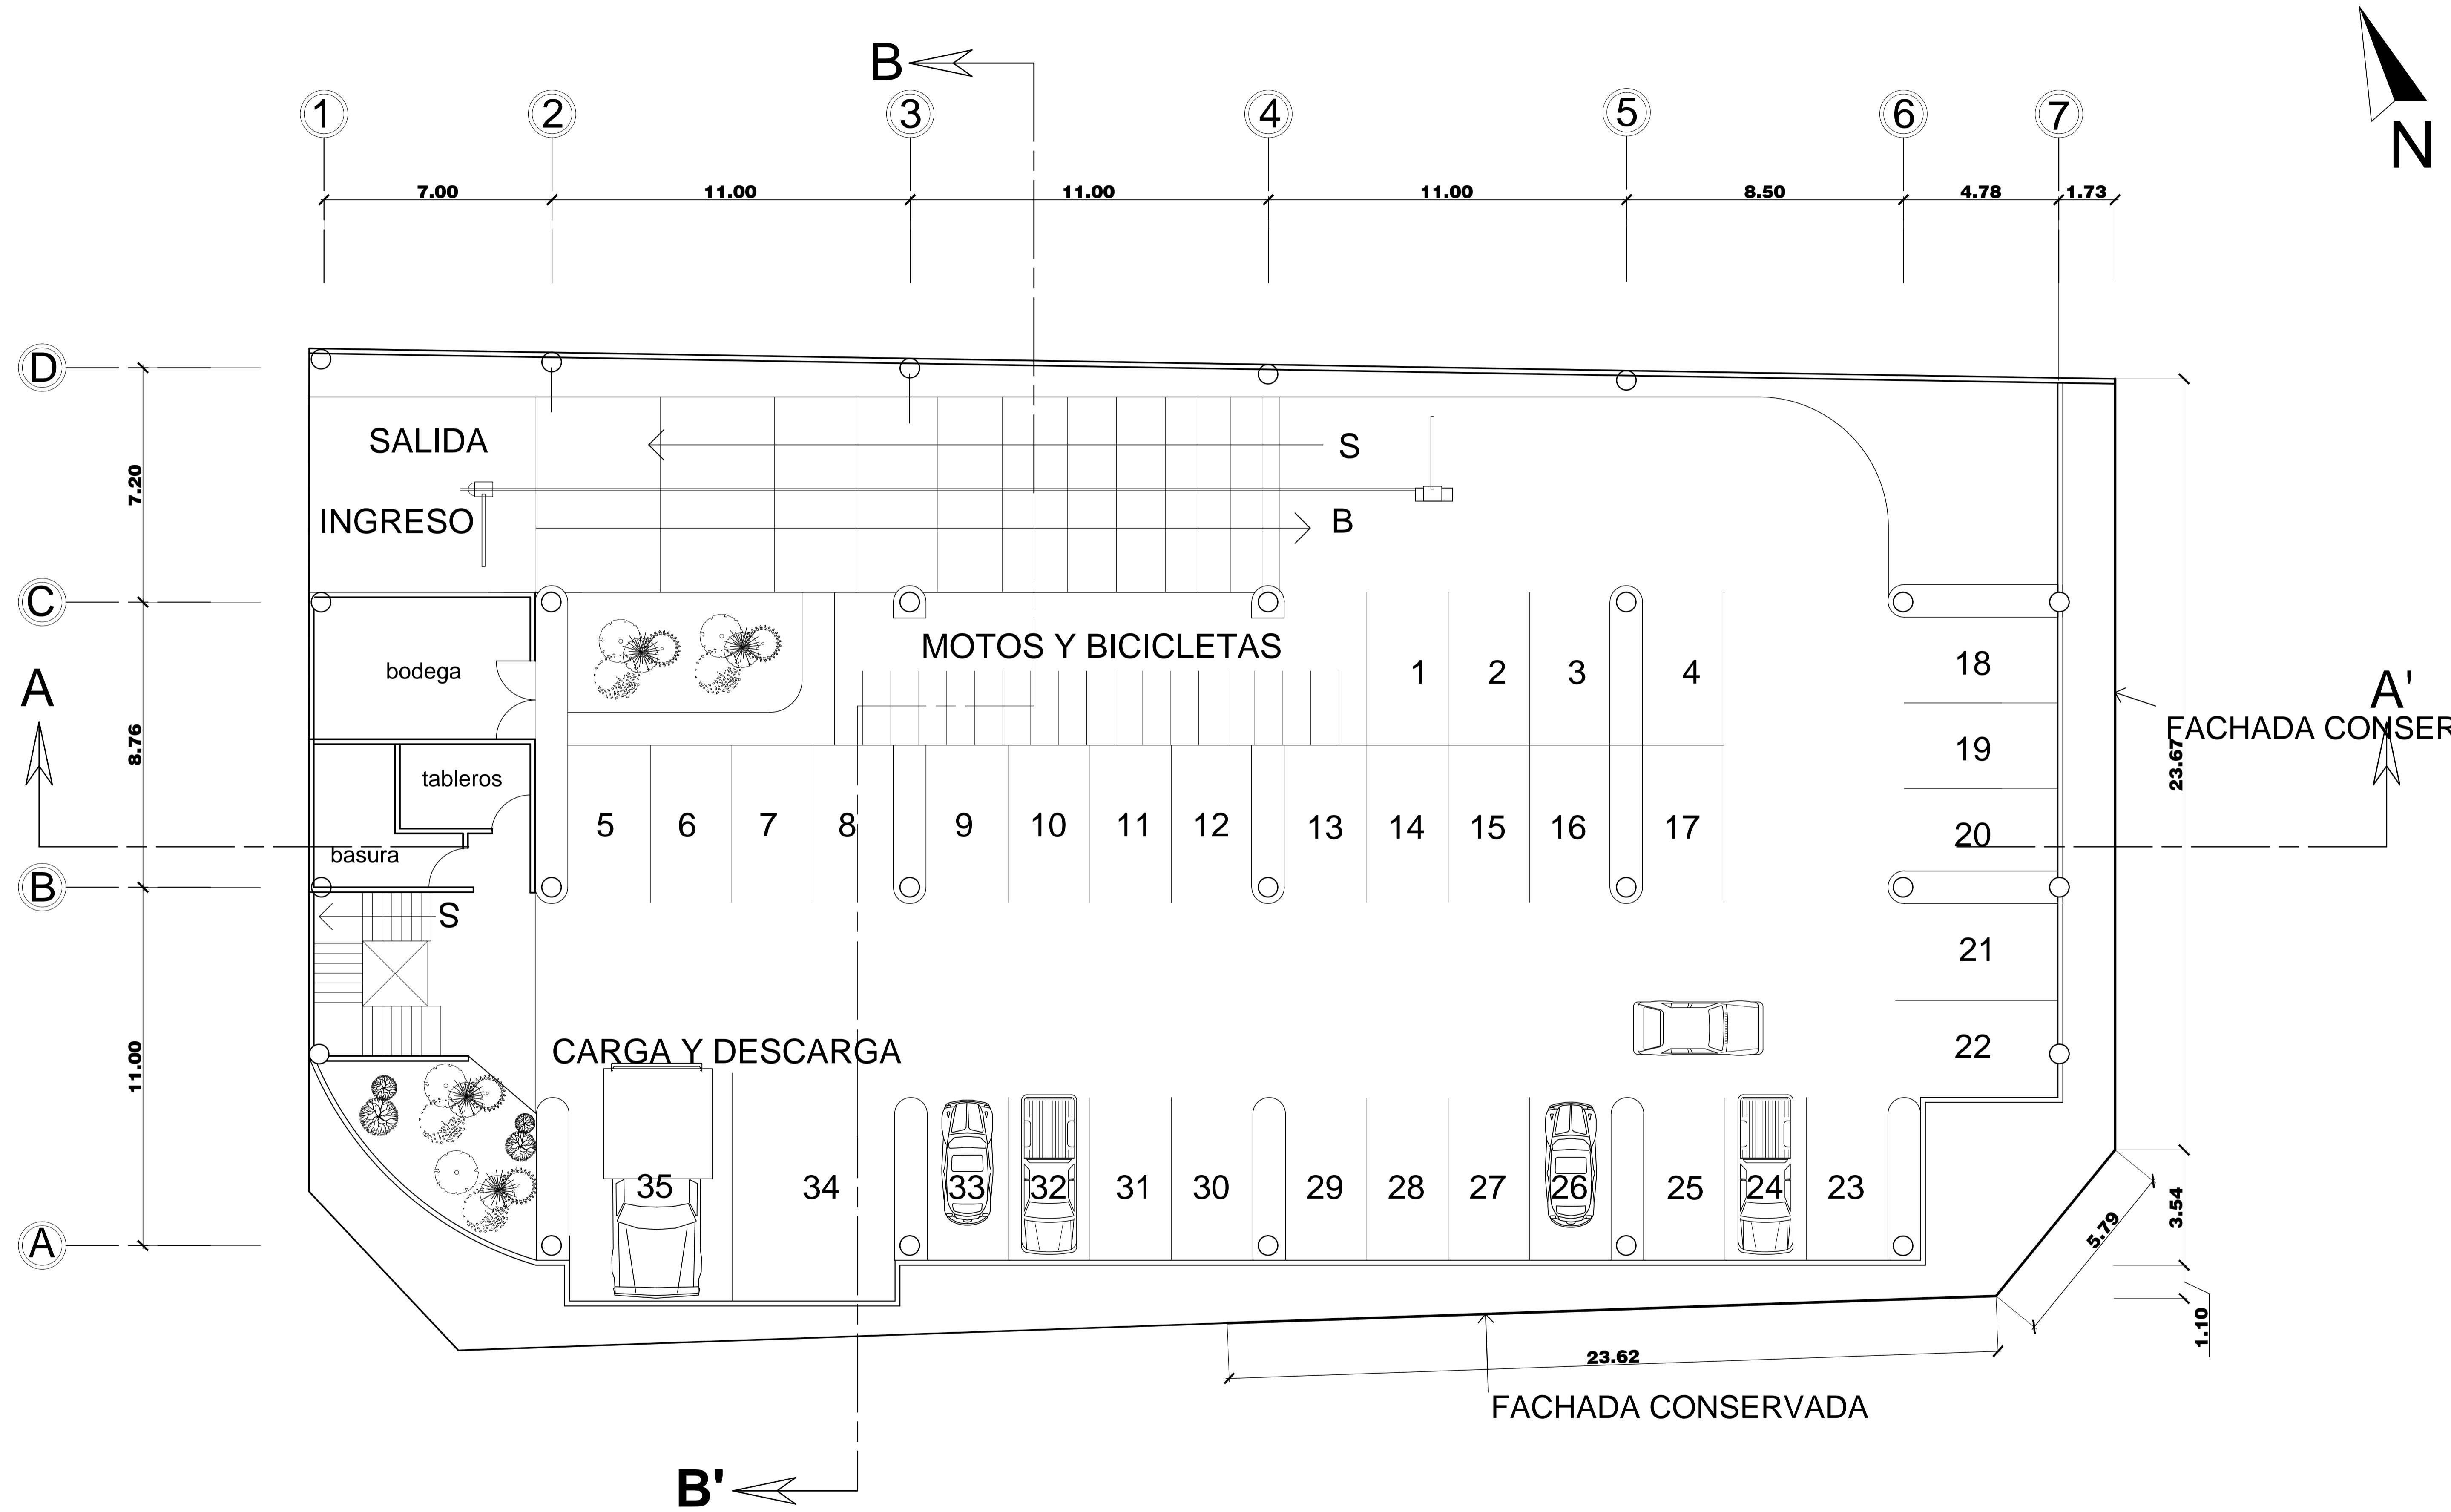 B
N
1 2 3 4 5 6 7
7.00 11.00 11.00 11.00 8.50 4.78 1.73
D
SALIDA
S
7.20
INGRESO
B
C
MOTOS Y BICICLETAS
bodega
1 2 3 4 18
A
A'
FACHADA CONSER
8.76
19
23.67
tableros
5 6 7 8 9 10 11 12 13 14 15 16 17 20
basura
B
S
21
22
CARGA Y DESCARGA
11.00
35 34 33 32 31 30 29 28 27 26 25 24 23
3.54
5.79
A
1.10
23.62
FACHADA CONSERVADA
B'